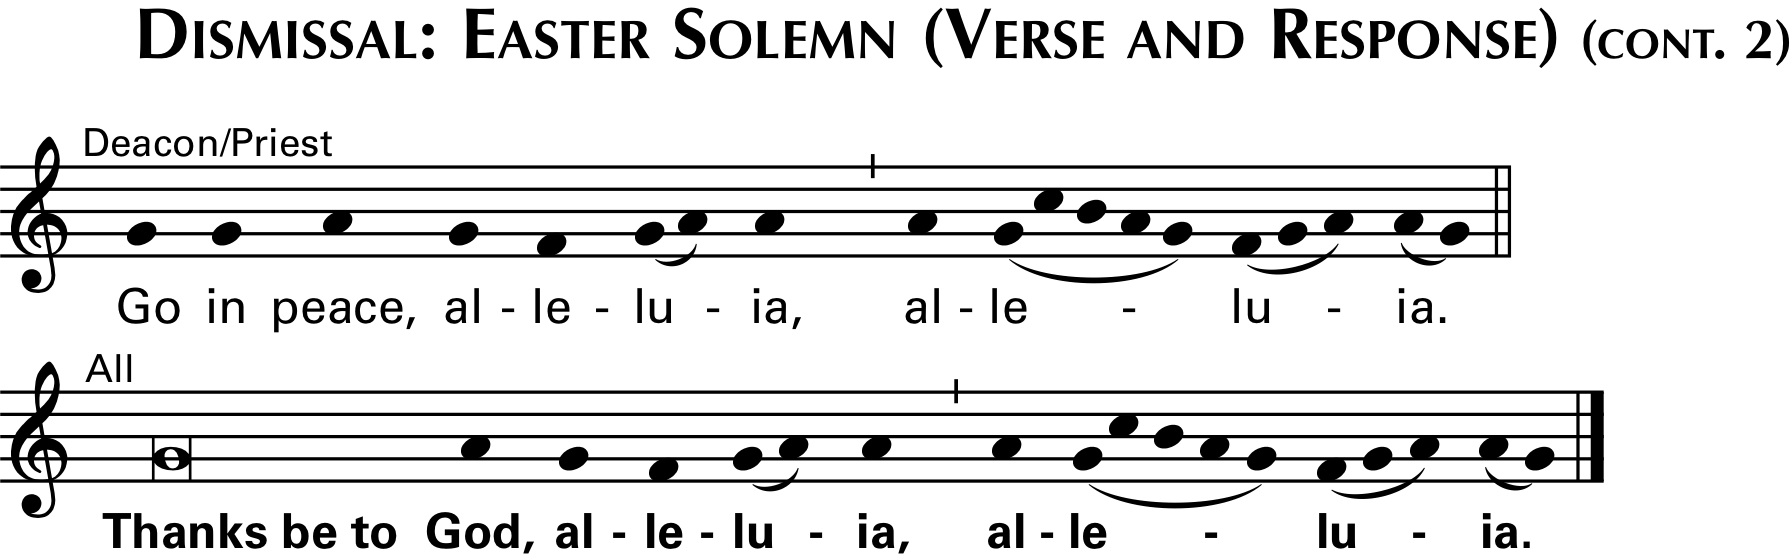 Dismissal: Easter Solemn (Verse and Response) (cont. 2)
Deacon/Priest
Go in peace, al - le - lu - ia, al - le - lu - ia.
All
Thanks be to God, al - le - lu - ia, al - le - lu - ia.